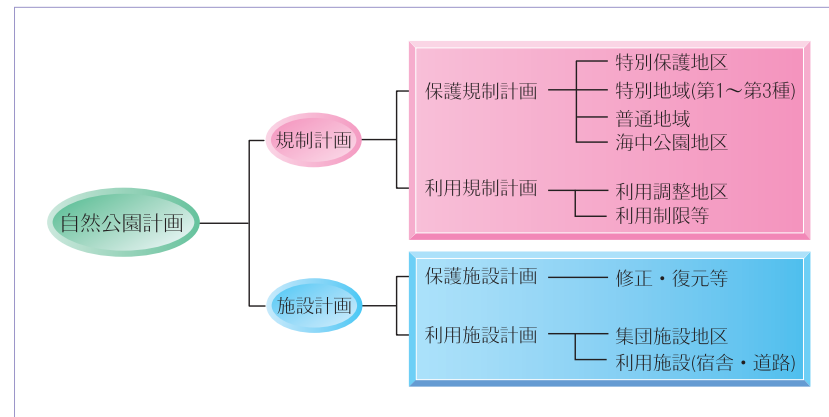 自然公園計画
規制計画
保護規制計画
特別保護地区
特別地域(第1～第3種)
普通地域
海中公園地区
利用規制計画
利用調整地区
利用制限等
施設計画
保護施設計画
修正・復元等
利用施設計画
集団施設地区
利用施設(宿舎・道路)